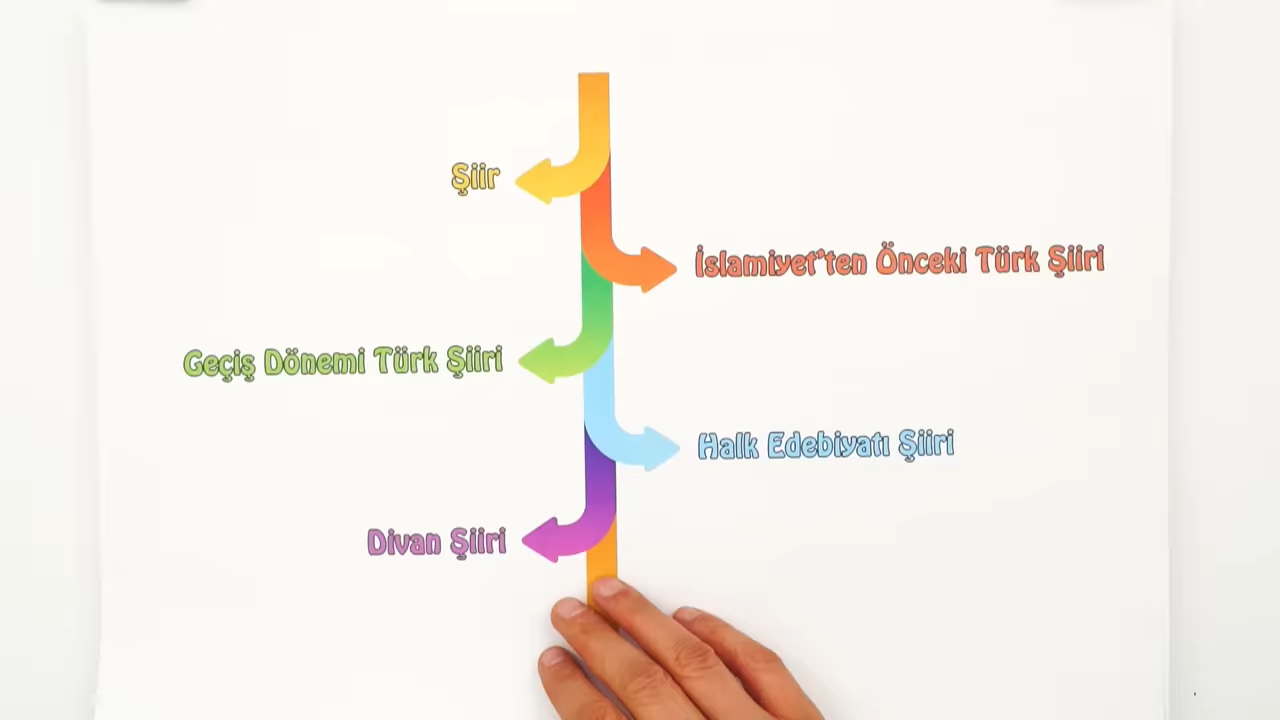 Şiir
İslamiyet'ten Önceki Türk Şiiri
Geçiş Dönemi Türk Şiiri
Halk Edebiyatı Şiiri
Divan Şiiri